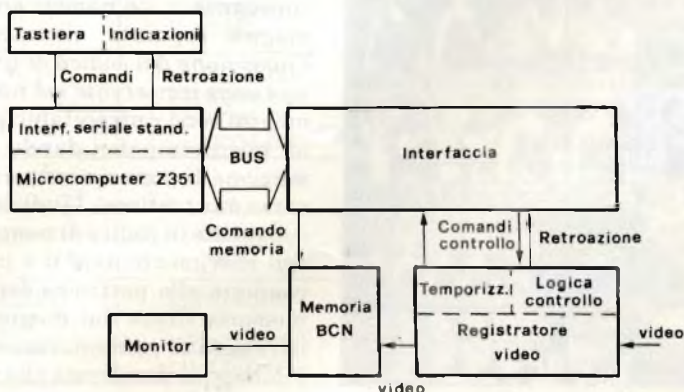 Tastiera Indicazioni
Comandi Retroazione
Interf. seriale stand.
Microcomputer Z351
BUS
Interfaccia
Comando
memoria
Comandi
controllo
Retroazione
Memoria
BCN
Temporizz.
Logica
controllo
Registratore
video
Monitor
video
video
video